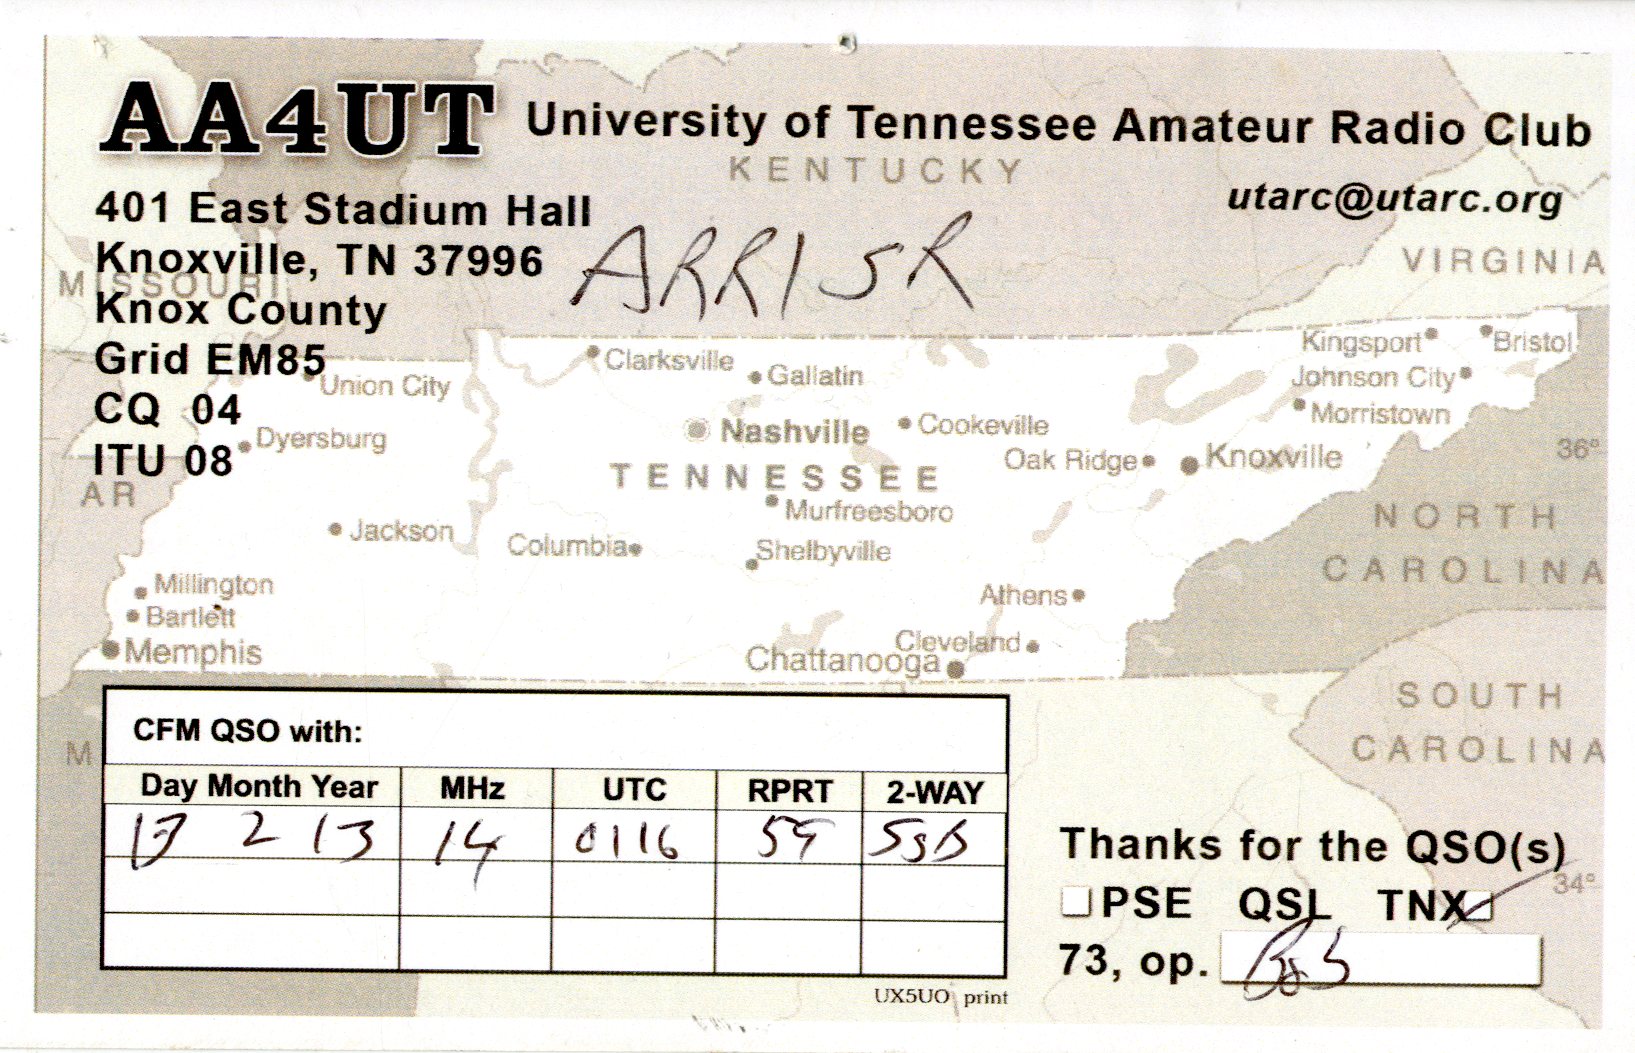 AA4UT University of Tennessee Amateur Radio Club
KENTUCKY
utarc@utarc.org
401 East Stadium Hall
Knoxville, TN 37996
Knox County
Grid EM85
CQ 04
ITU 08
ARR1SR
MISSOURI
VIRGINIA
Kingsport
Bristol
Clarksville
Gallatin
Johnson City
Union City
Morristown
Nashville
Cookeville
Dyersburg
Oak Ridge
Knoxville
36°
TENNESSEE
AR
Murfreesboro
NORTH
CAROLINA
Jackson
Columbia
Shelbyville
Millington
Athens
Bartlett
Cleveland
Memphis
Chattanooga
SOUTH
CAROLINA
M
CFM QSO with:
Day Month Year MHz UTC RPRT 2-WAY
2 13 14 0116 59 SSB
Thanks for the QSO(s)
34°
PSE QSL TNX
73, op. Bob
UX5UO print